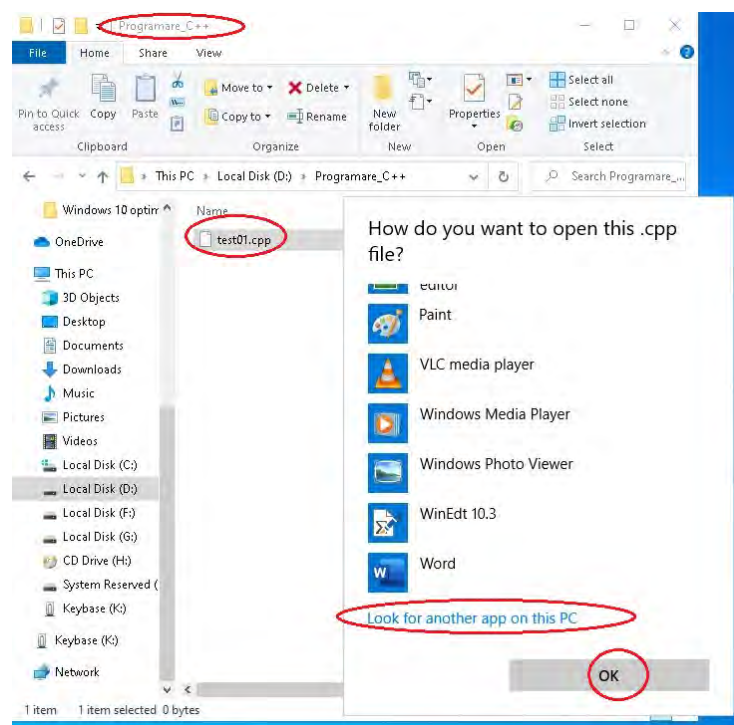 Programare_C++
File Home Share View
Pin to Quick access
Copy
Paste
Move to
Copy to
Delete
Rename
New folder
Properties
Select all
Select none
Invert selection
Clipboard Organize New Open Select
This PC Local Disk (D:) Programare_C++
Search Programare_...
Windows 10 optim
OneDrive
This PC
3D Objects
Desktop
Documents
Downloads
Music
Pictures
Videos
Local Disk (C:)
Local Disk (D:)
Local Disk (F:)
Local Disk (G:)
CD Drive (H:)
System Reserved (
Keybase (K:)
Keybase (K:)
Network
Name
test01.cpp
How do you want to open this .cpp
file?
editor
Paint
VLC media player
Windows Media Player
Windows Photo Viewer
WinEdt 10.3
Word
Look for another app on this PC
OK
1 item 1 item selected 0 bytes